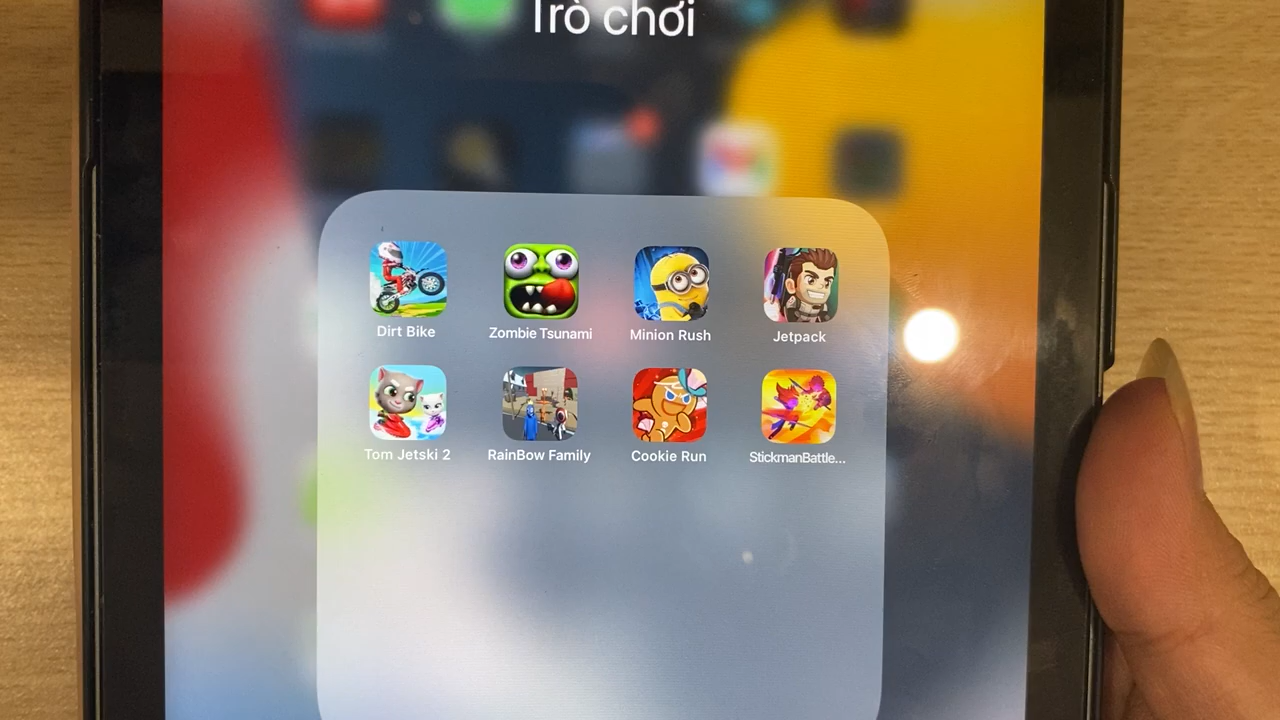 Trò chơi
Dirt Bike
Zombie Tsunami
Minion Rush
Jetpack
Tom Jetski 2
RainBow Family
Cookie Run
StickmanBattle...